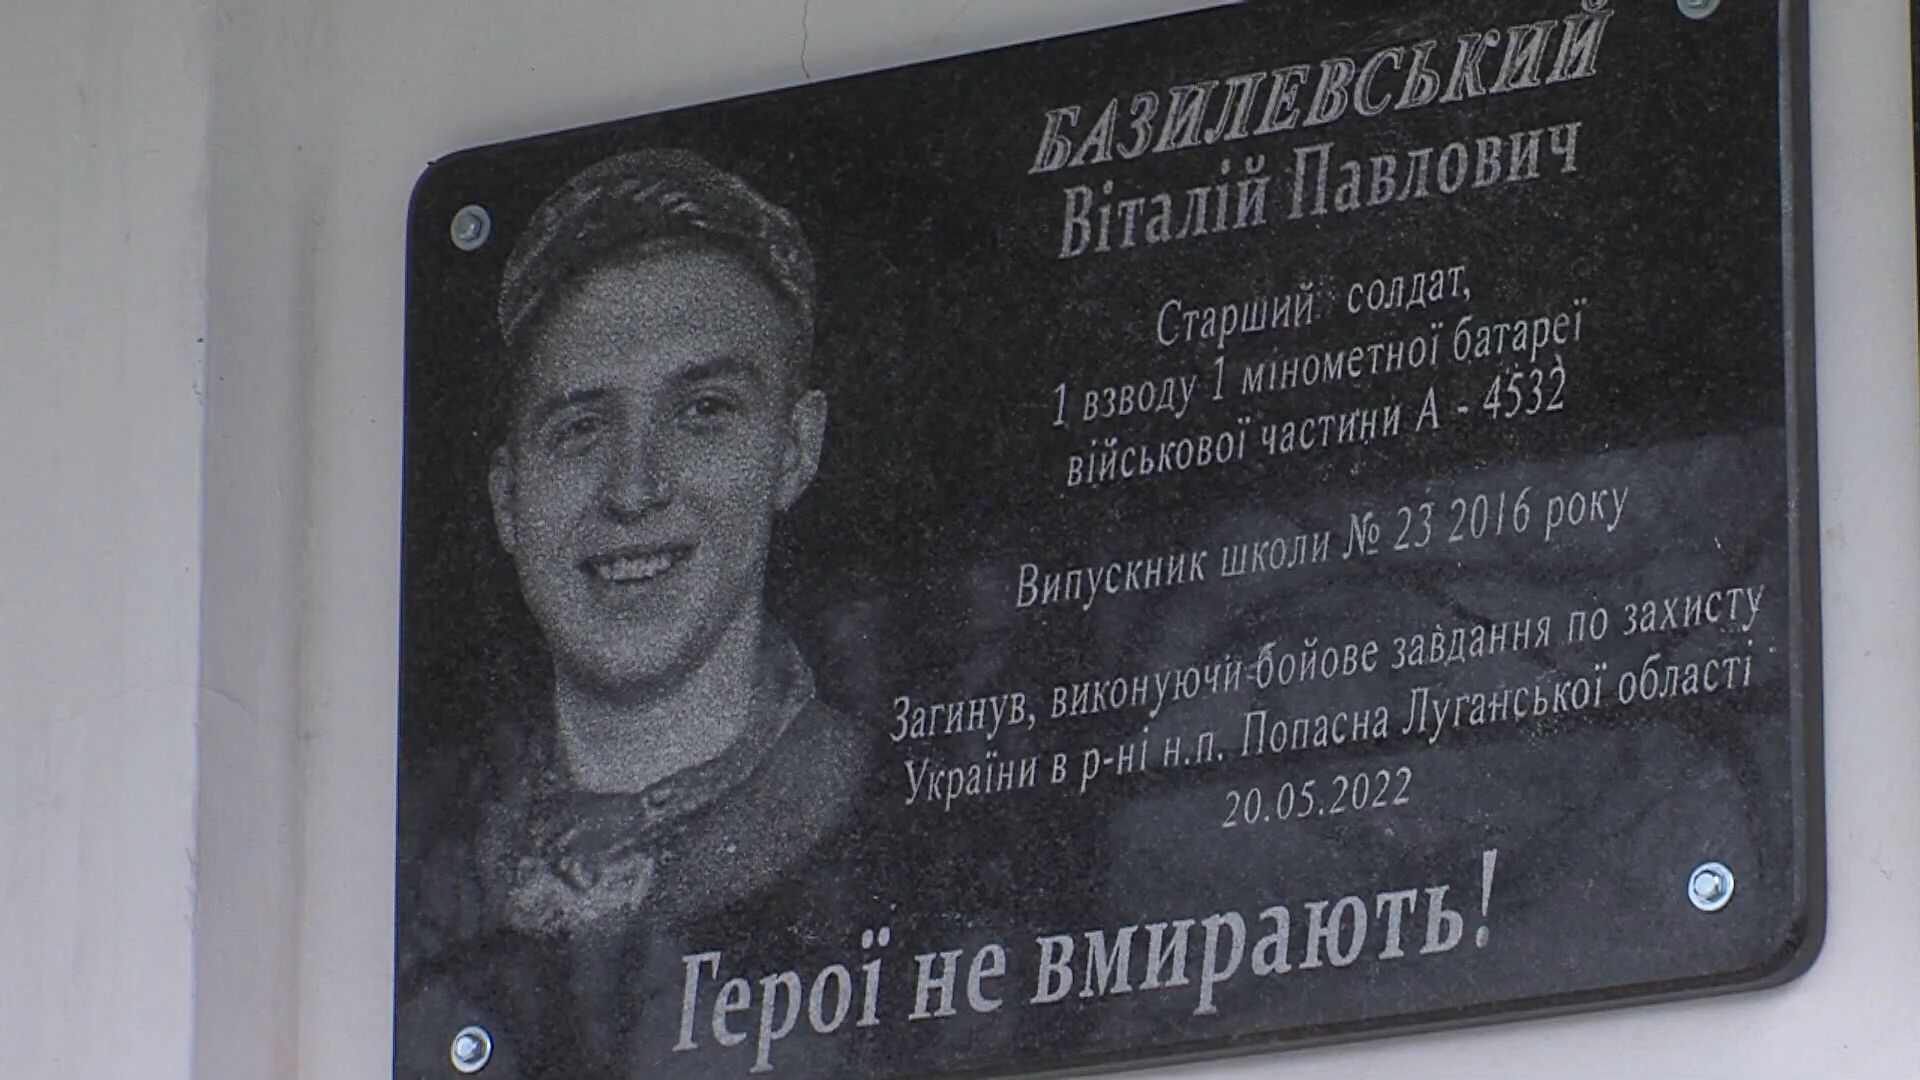 БАЗИЛЕВСЬКИЙ
Віталій Павлович
Старший солдат,
1 взводу 1 мінометної батареї
військової частини А - 4532
Випускник школи № 23 2016 року
Загинув, виконуючи бойове завдання по захисту
України в р-ні н.п. Попасна Луганської області
20.05.2022
Герої не вмирають!